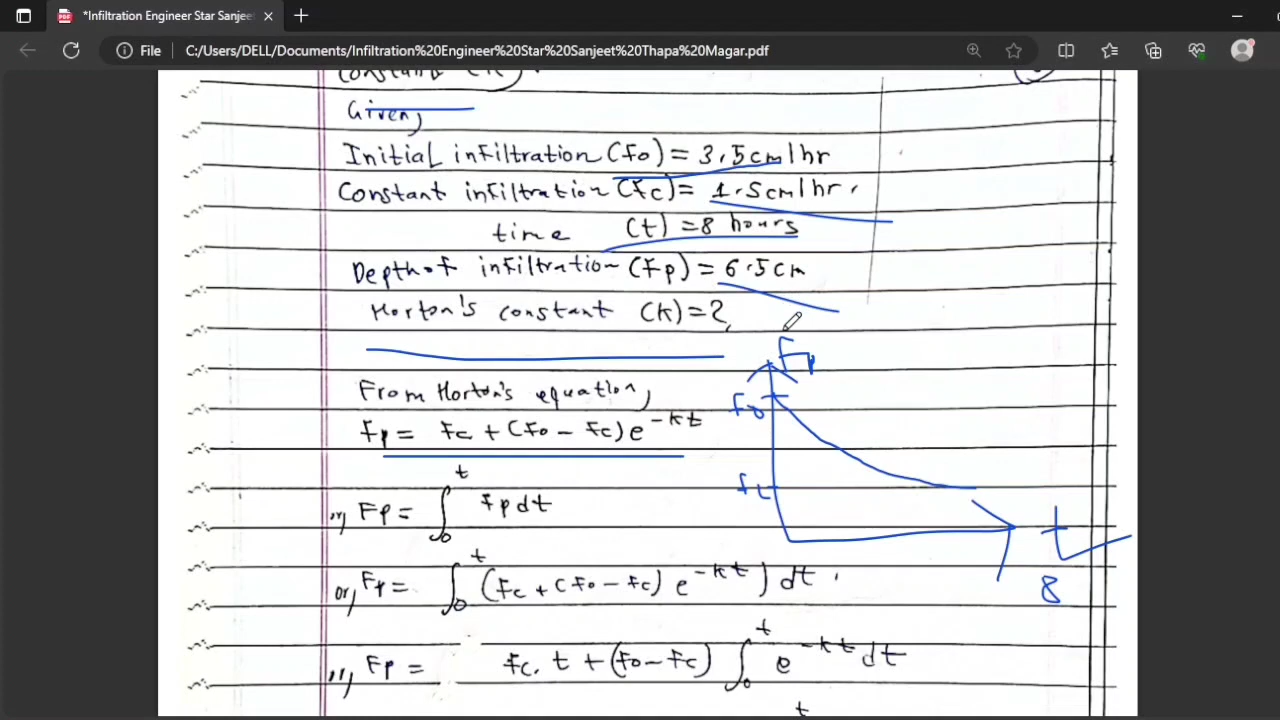 *Infiltration Engineer Star Sanjee
File
C:/Users/DELL/Documents/Infiltration%20Engineer%20Star%20Sanjeet%20Thapa%20Magar.pdf
Constant (K).
Given,
Initial infiltration (fo) = 3.5cm/hr
Constant infiltration (fc) = 1.5cm/hr.
time (t) = 8 hours
Depth of infiltration (Fp) = 6.5cm
Horton's constant (K) = ?,
Fp
From Horton's equation,
fo
fp = fc + (fo - fc) e^-kt
fc
or, Fp = ∫₀ᵗ fp dt
t
8
or, Fp = ∫₀ᵗ (fc + (fo - fc) e^-kt) dt.
or, Fp = fc. t + (fo - fc) ∫₀ᵗ e^-kt dt
t